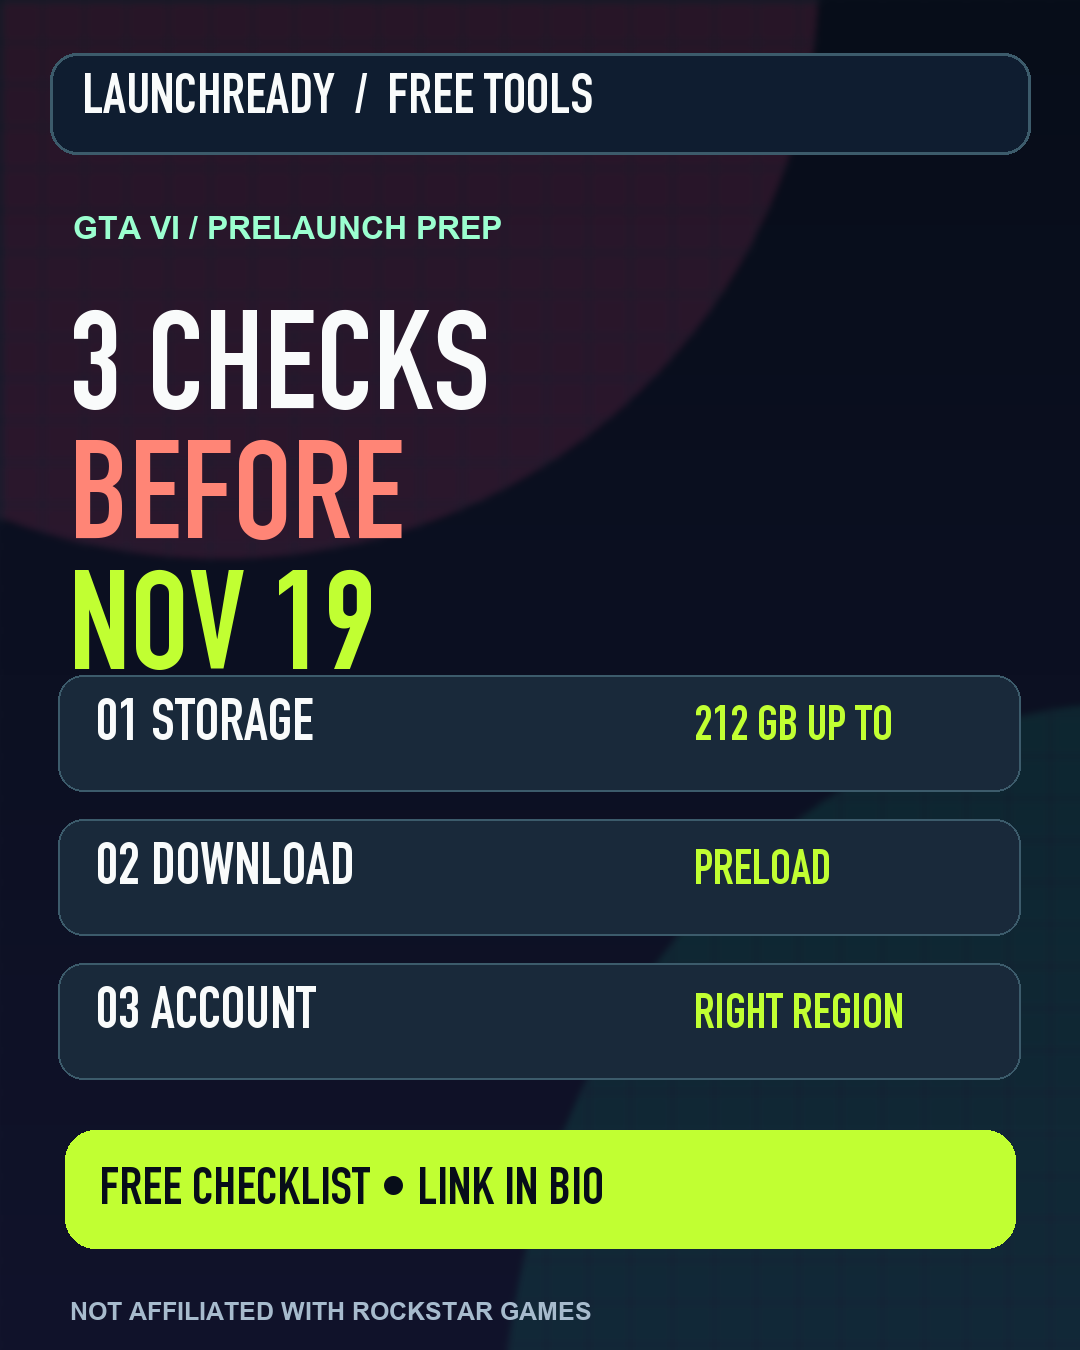 LAUNCHREADY / FREE TOOLS
GTA VI / PRELAUNCH PREP
3 CHECKS
BEFORE
NOV 19
01 STORAGE 212 GB UP TO
02 DOWNLOAD PRELOAD
03 ACCOUNT RIGHT REGION
FREE CHECKLIST • LINK IN BIO
NOT AFFILIATED WITH ROCKSTAR GAMES